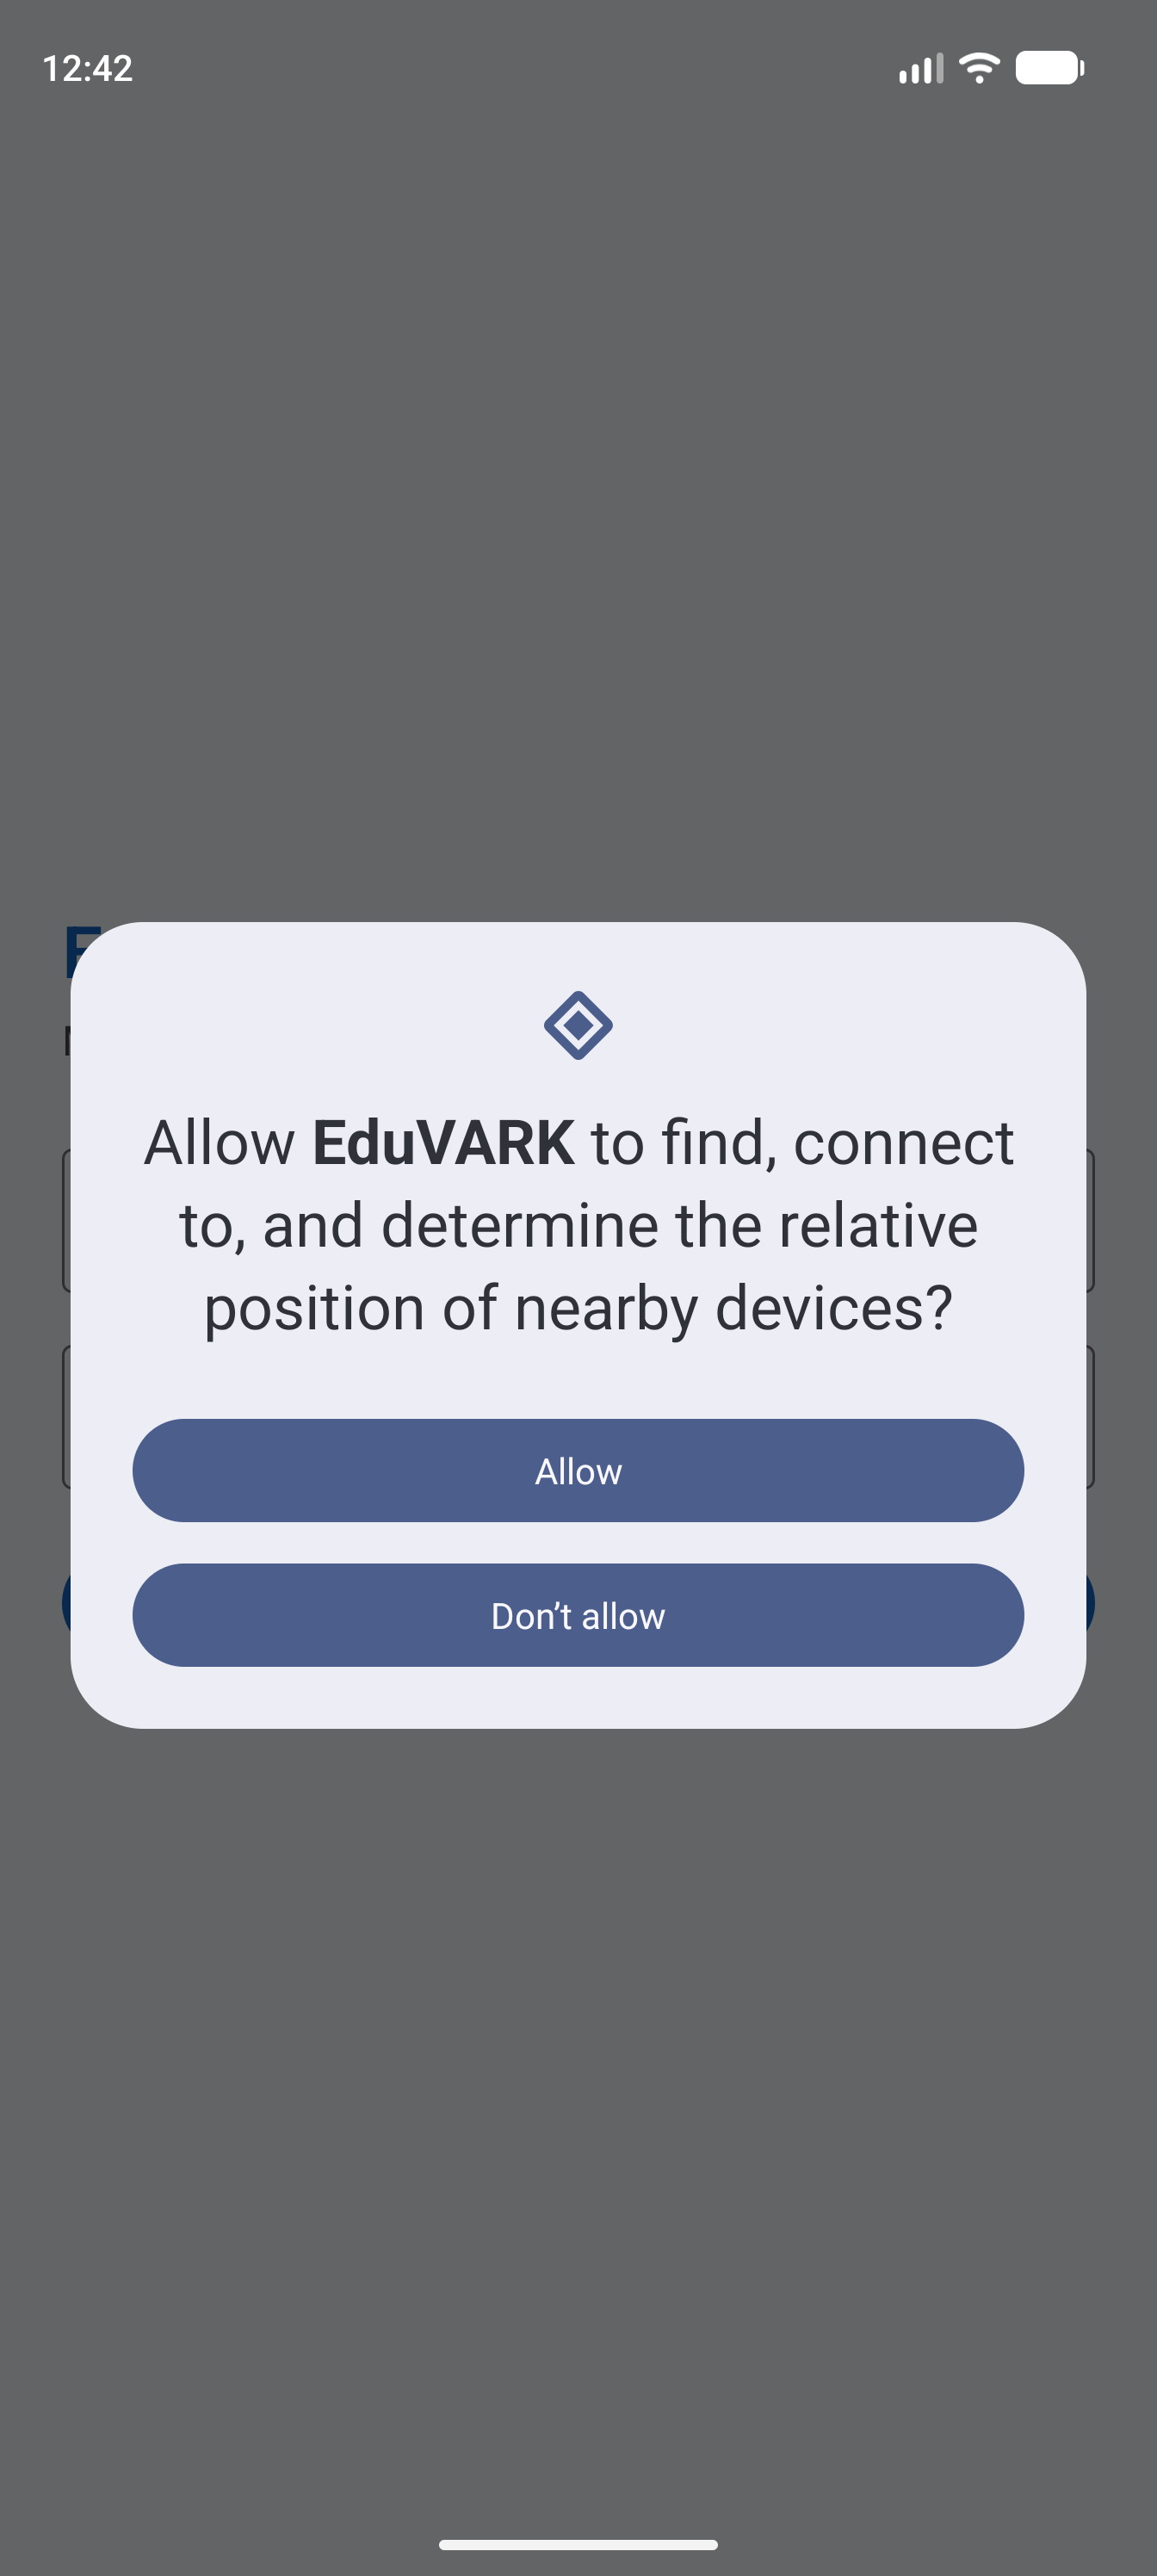 12:42
Allow EduVARK to find, connect
to, and determine the relative
position of nearby devices?
Allow
Don’t allow